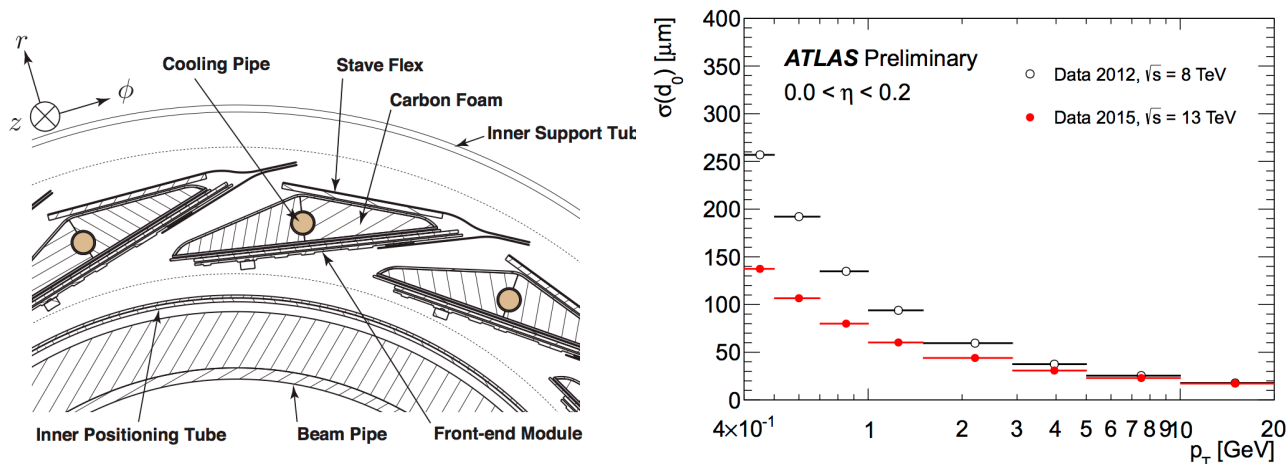 r
ϕ
z
Cooling Pipe
Stave Flex
Carbon Foam
Inner Support Tub
Inner Positioning Tube
Beam Pipe
Front-end Module
σ(d₀) [μm]
400
350
300
250
200
150
100
50
0
ATLAS Preliminary
0.0 < η < 0.2
Data 2012, √s = 8 TeV
Data 2015, √s = 13 TeV
4×10⁻¹ 1 2 3 4 5 6 7 8 9 10 20
p_T [GeV]